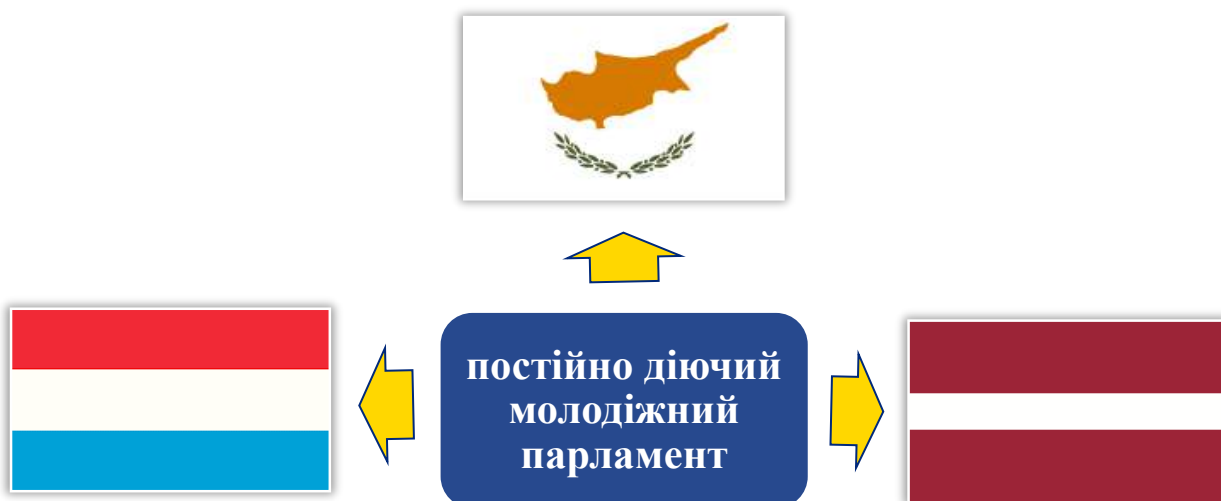 постійно діючий
молодіжний
парламент